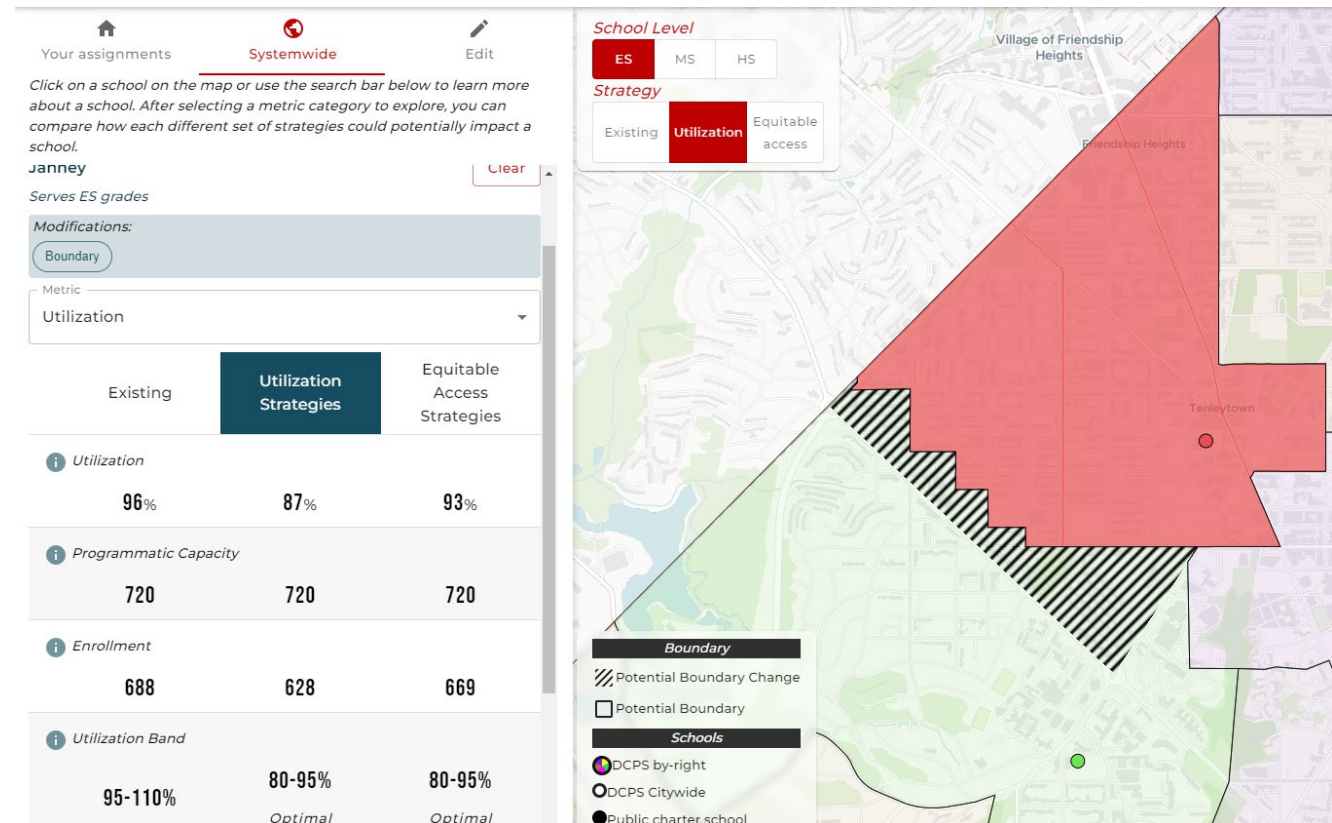 Your assignments
Systemwide
Edit
Click on a school on the map or use the search bar below to learn more
about a school. After selecting a metric category to explore, you can
compare how each different set of strategies could potentially impact a
school.
Janney
Clear
Serves ES grades
Modifications:
Boundary
Metric
Utilization
Existing
Utilization
Strategies
Equitable
Access
Strategies
Utilization
96%
87%
93%
Programmatic Capacity
720
720
720
Enrollment
688
628
669
Utilization Band
95-110%
80-95%
Optimal
80-95%
Optimal
School Level
ES
MS
HS
Strategy
Existing
Utilization
Equitable
access
Village of Friendship
Heights
Friendship Heights
Tenleytown
Boundary
Potential Boundary Change
Potential Boundary
Schools
DCPS by-right
DCPS Citywide
Public charter school